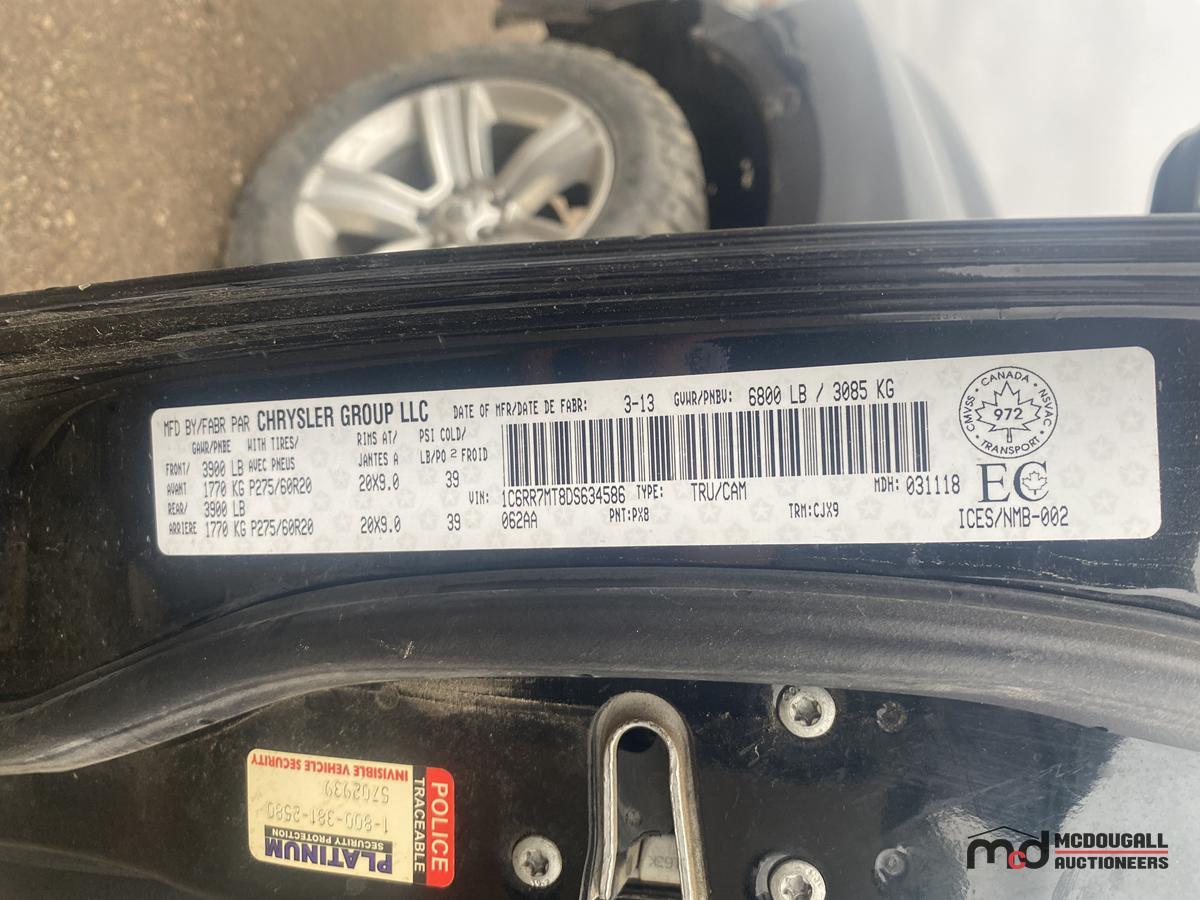 MFD BY/FABR PAR CHRYSLER GROUP LLC DATE OF MFR/DATE DE FABR: 3-13 GVWR/PNBV: 6800 LB / 3085 KG
GAWR/PNBE WITH TIRES/ RIMS AT/ PSI COLD/
FRONT/ 3900 LB AVEC PNEUS JANTES A LB/PO² FROID
AVANT 1770 KG P275/60R20 20X9.0 39
REAR/ 3900 LB
ARRIERE 1770 KG P275/60R20 20X9.0 39
VIN: 1C6RR7MT8DS634586 TYPE: TRU/CAM MDH: 031118
062AA PNT:PX8 TRM:CJX9
CANADA
CMVSS 972 NSVAC
TRANSPORT
EC
ICES/NMB-002
POLICE
TRACEABLE
PLATINUM
SECURITY PROTECTION
1-800-381-2580
5702939
INVISIBLE VEHICLE SECURITY
mcd MCDOUGALL
AUCTIONEERS